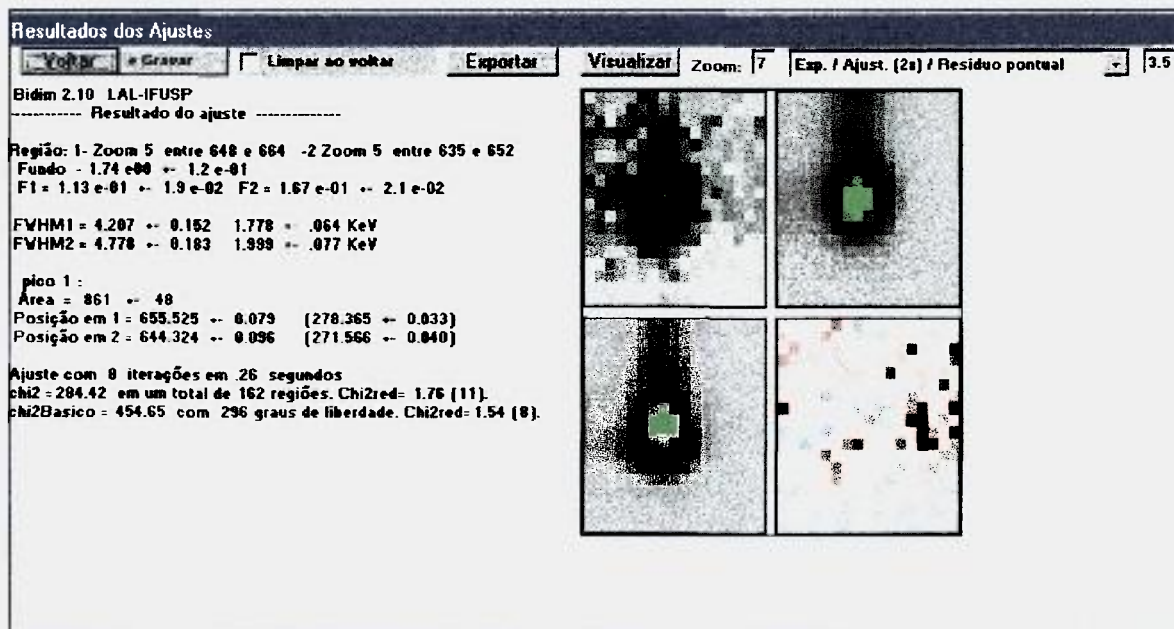 Resultados dos Ajustes
Voltar e Gravar Limpar ao voltar Exportar Visualizar Zoom: 7 Exp. / Ajust. (2x) / Residuo pontual 3.5
Bidim 2.10 LAL-IFUSP
------------ Resultado do ajuste --------------
Região: 1- Zoom 5 entre 648 e 664 -2 Zoom 5 entre 635 e 652
Fundo - 1.74 e00 +- 1.2 e-01
F1 = 1.13 e-01 +- 1.9 e-02 F2 = 1.67 e-01 +- 2.1 e-02
FWHM1 = 4.207 +- 0.152 1.778 +- .064 KeV
FWHM2 = 4.778 +- 0.183 1.999 +- .077 KeV
pico 1 :
Area = 861 +- 48
Posição em 1 = 655.525 +- 0.079 (278.365 +- 0.033)
Posição em 2 = 644.324 +- 0.096 (271.566 +- 0.040)
Ajuste com 8 iterações em .26 segundos
chi2 = 284.42 em um total de 162 regiões. Chi2red= 1.76 (11).
chi2Basico = 454.65 com 296 graus de liberdade. Chi2red= 1.54 (8).